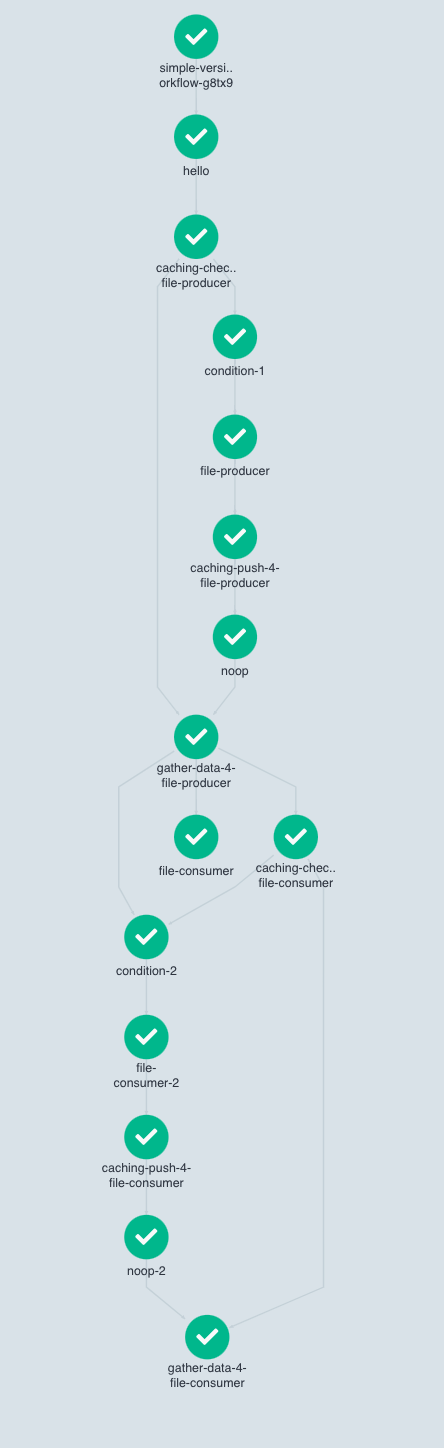 simple-versi..
orkflow-g8tx9
hello
caching-chec..
file-producer
condition-1
file-producer
caching-push-4-
file-producer
noop
gather-data-4-
file-producer
file-consumer
caching-chec..
file-consumer
condition-2
file-
consumer-2
caching-push-4-
file-consumer
noop-2
gather-data-4-
file-consumer